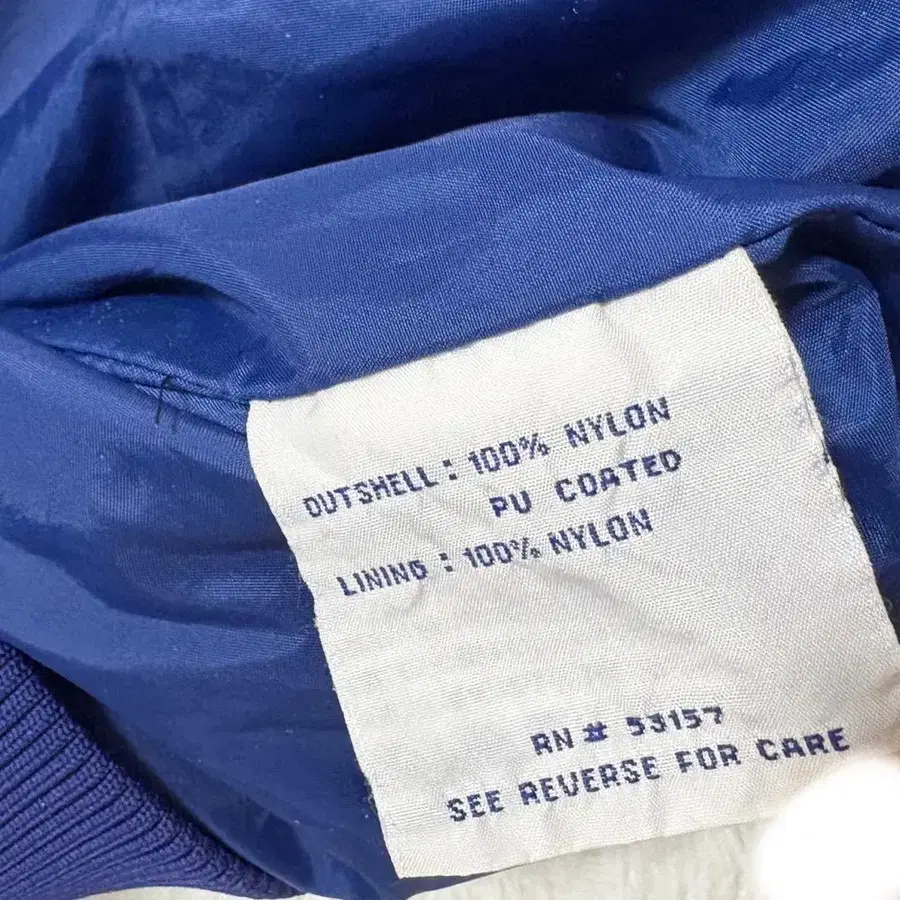 OUTSHELL : 100% NYLON
PU COATED
LINING : 100% NYLON
RN # 53157
SEE REVERSE FOR CARE